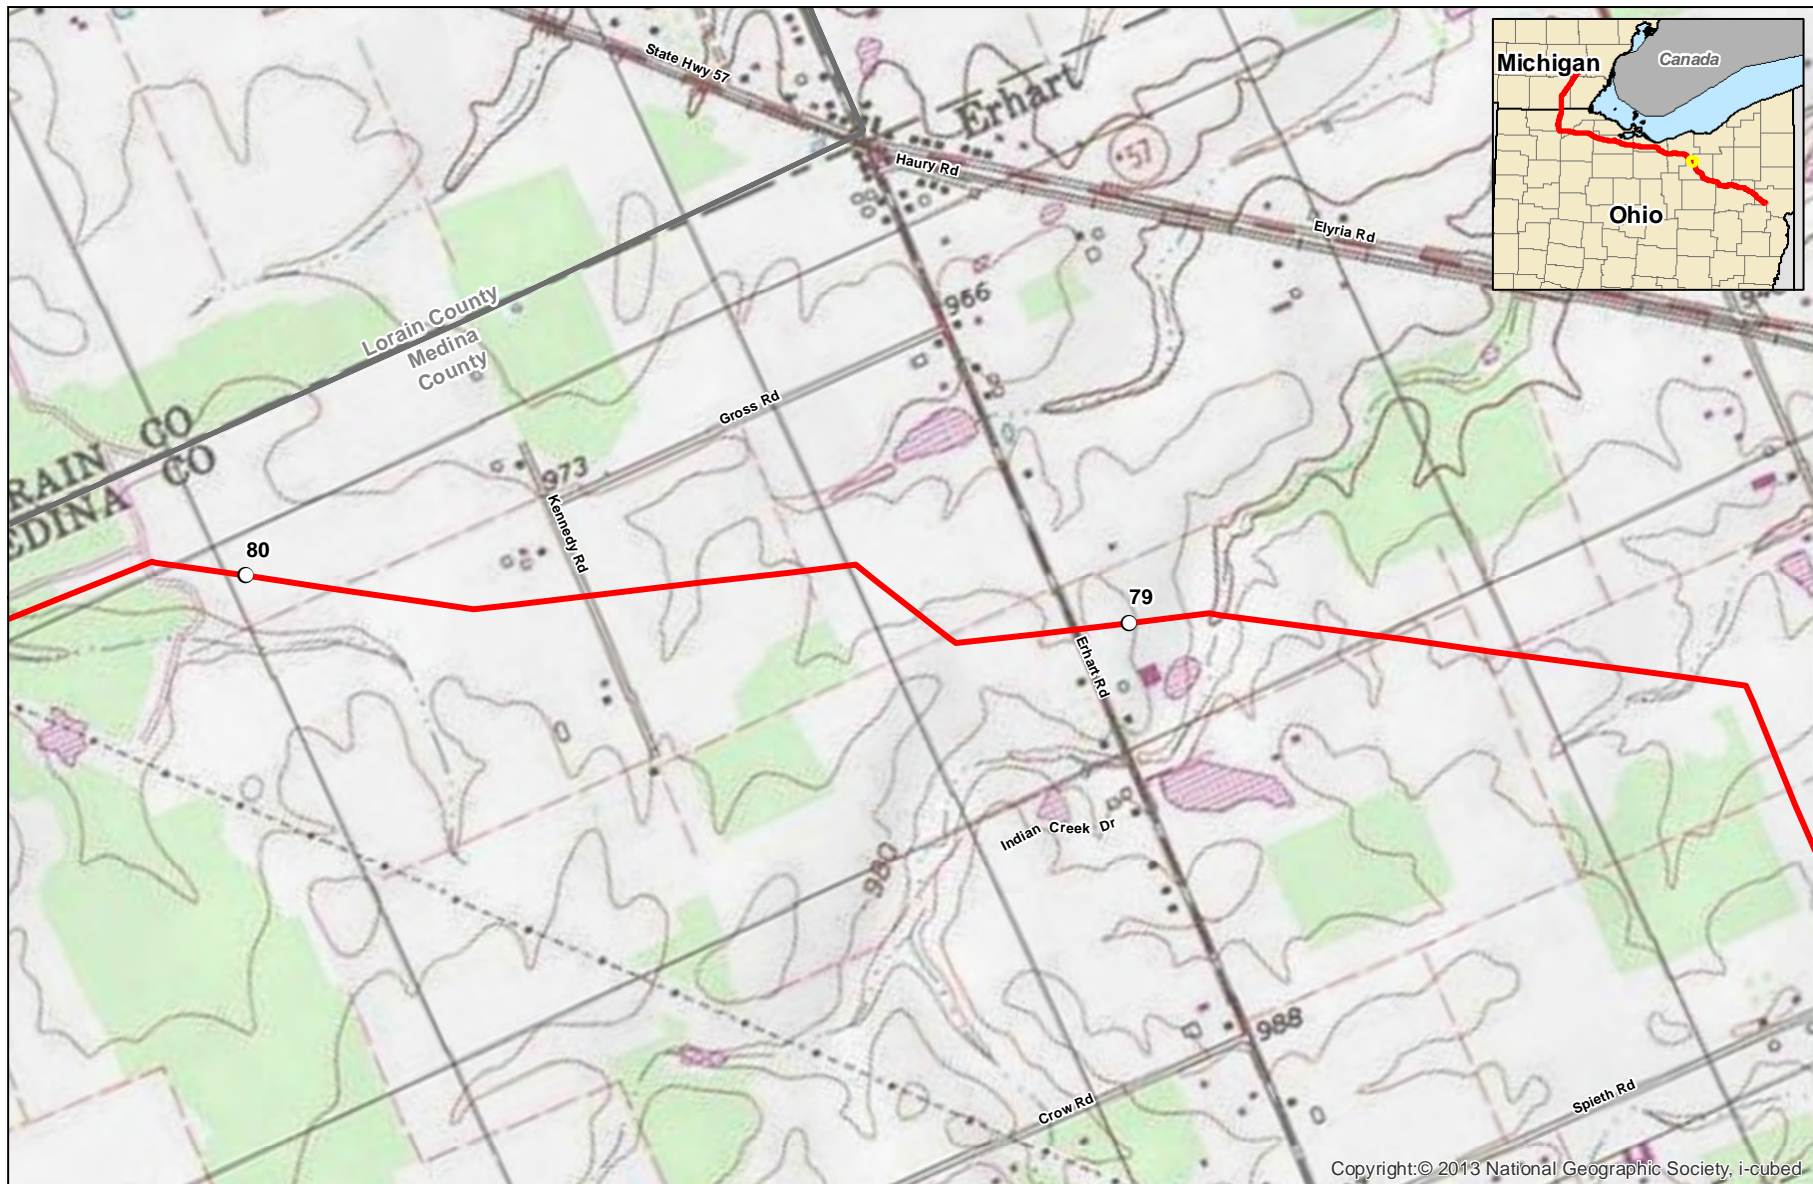 State Hwy 57
Erhart
57
Haury Rd
Elyria Rd
Michigan
Canada
Ohio
966
Lorain County
Medina
County
Gross Rd
RAIN CO
EDINA CO
973
Kennedy Rd
80
79
Erhart Rd
Indian Creek Dr
980
988
Crow Rd
Spieth Rd
Copyright:© 2013 National Geographic Society, i-cubed